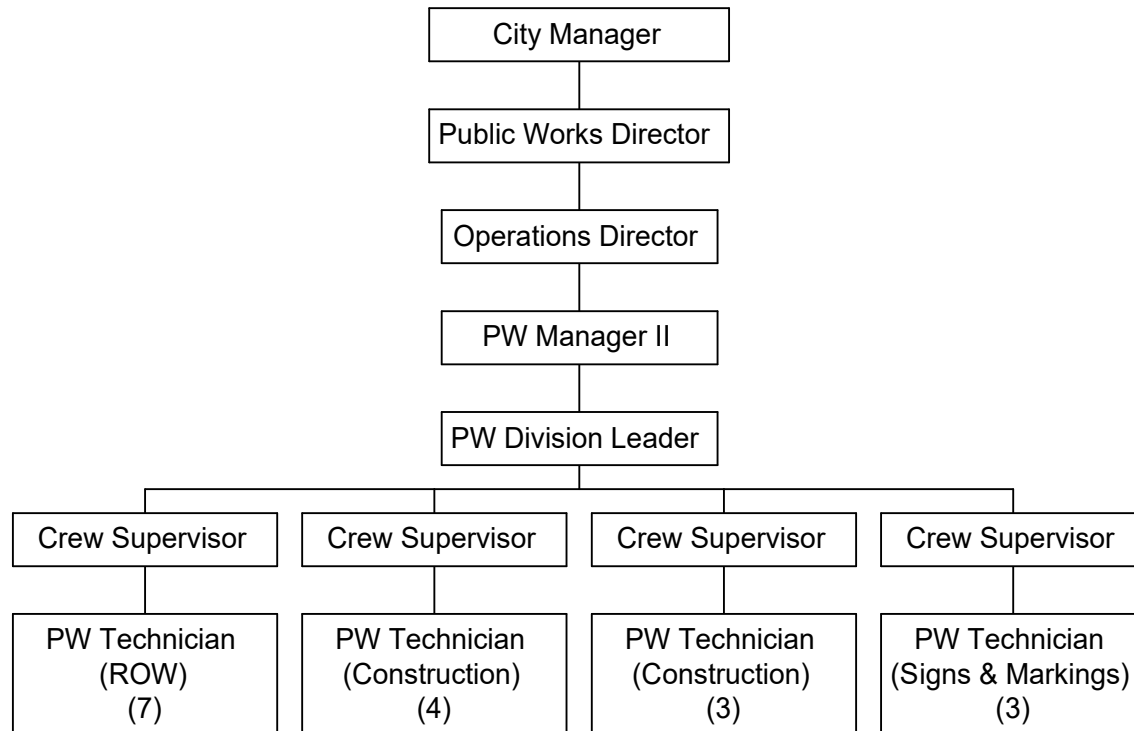 City Manager
Public Works Director
Operations Director
PW Manager II
PW Division Leader
Crew Supervisor
Crew Supervisor
Crew Supervisor
Crew Supervisor
PW Technician
(ROW)
(7)
PW Technician
(Construction)
(4)
PW Technician
(Construction)
(3)
PW Technician
(Signs & Markings)
(3)